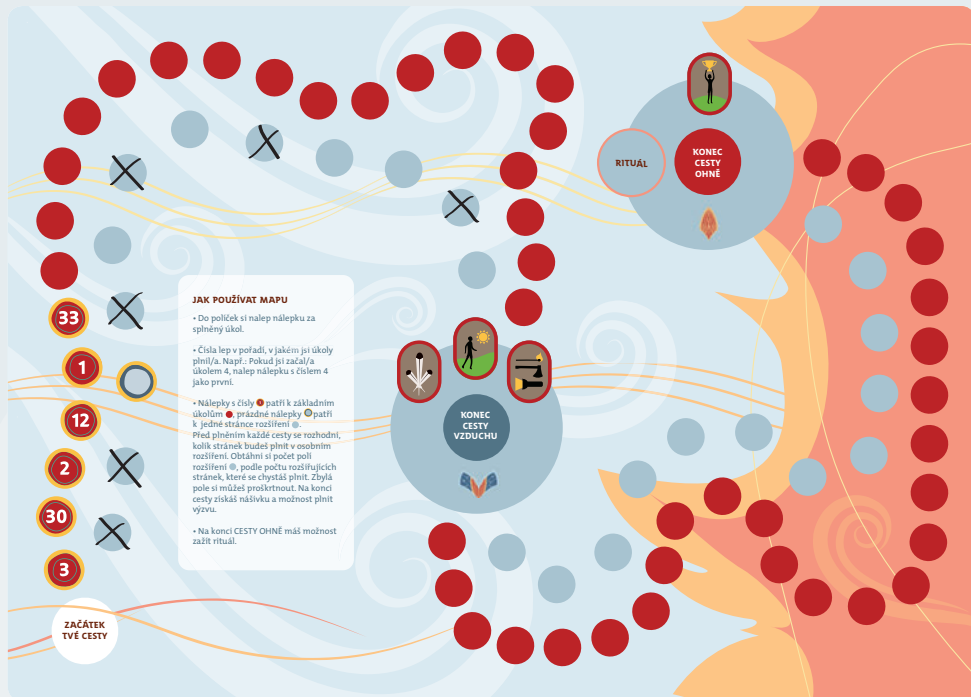 KONEC
CESTY
OHNĚ
RITUÁL
JAK POUŽÍVAT MAPU
• Do políček si nalep nálepku za
splněný úkol.
• Čísla lep v pořadí, v jakém jsi úkoly
plnil/a. Např.: Pokud jsi začal/a
úkolem 4, nalep nálepku s číslem 4
jako první.
• Nálepky s čísly patří k základním
úkolům , prázdné nálepky patří
k jedné stránce rozšíření .
Před plněním každé cesty se rozhodni,
kolik stránek budeš plnit v osobním
rozšíření. Obtáhni si počet polí
rozšíření , podle počtu rozšiřujících
stránek, které se chystáš plnit. Zbylá
pole si můžeš proškrtnout. Na konci
cesty získáš nášivku a možnost plnit
výzvu.
• Na konci CESTY OHNĚ máš možnost
zažít rituál.
33
1
12
2
30
3
ZAČÁTEK
TVÉ CESTY
KONEC
CESTY
VZDUCHU